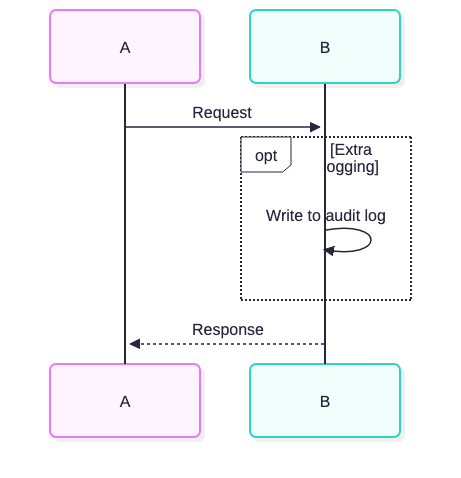 A
B
Request
opt
[Extra
ogging]
Write to audit log
Response
A
B